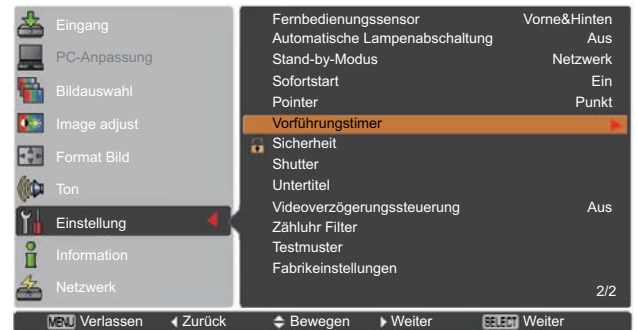 Eingang
PC-Anpassung
Bildauswahl
Image adjust
Format Bild
Ton
Einstellung
Information
Netzwerk
Fernbedienungssensor Vorne&Hinten
Automatische Lampenabschaltung Aus
Stand-by-Modus Netzwerk
Sofortstart Ein
Pointer Punkt
Vorführungstimer
Sicherheit
Shutter
Untertitel
Videoverzögerungssteuerung Aus
Zähluhr Filter
Testmuster
Fabrikeinstellungen
2/2
MENU Verlassen Zurück Bewegen Weiter SELECT Weiter